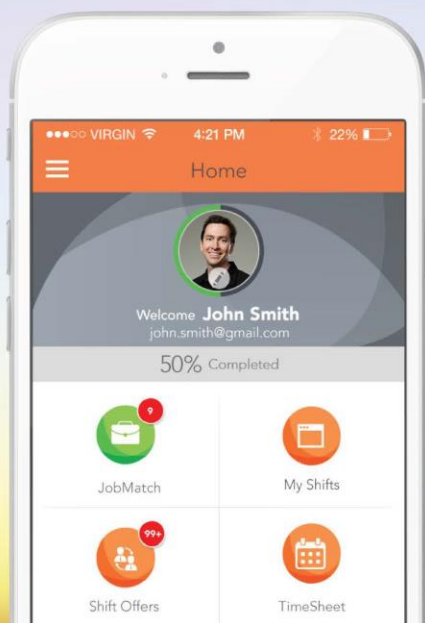 VIRGIN 4:21 PM 22%
Home
Welcome John Smith
john.smith@gmail.com
50% Completed
9
JobMatch
My Shifts
99+
Shift Offers
TimeSheet